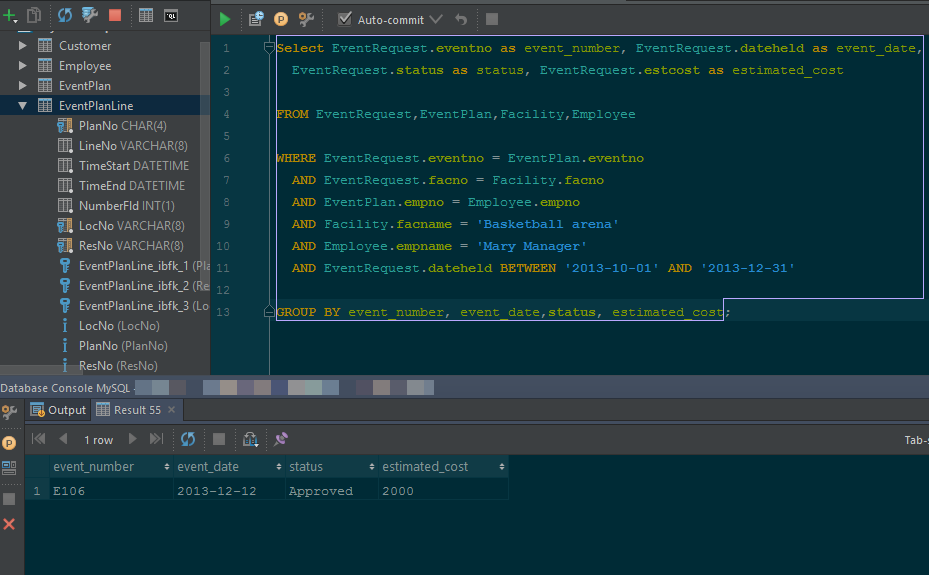 Auto-commit
Customer
Employee
EventPlan
EventPlanLine
PlanNo CHAR(4)
LineNo VARCHAR(8)
TimeStart DATETIME
TimeEnd DATETIME
NumberFld INT(1)
LocNo VARCHAR(8)
ResNo VARCHAR(8)
EventPlanLine_ibfk_1 (Pla
EventPlanLine_ibfk_2 (Re
EventPlanLine_ibfk_3 (Lo
LocNo (LocNo)
PlanNo (PlanNo)
ResNo (ResNo)
1 Select EventRequest.eventno as event_number, EventRequest.dateheld as event_date,
2 EventRequest.status as status, EventRequest.estcost as estimated_cost
3
4 FROM EventRequest,EventPlan,Facility,Employee
5
6 WHERE EventRequest.eventno = EventPlan.eventno
7 AND EventRequest.facno = Facility.facno
8 AND EventPlan.empno = Employee.empno
9 AND Facility.facname = 'Basketball arena'
10 AND Employee.empname = 'Mary Manager'
11 AND EventRequest.dateheld BETWEEN '2013-10-01' AND '2013-12-31'
12
13 GROUP BY event_number, event_date,status, estimated_cost;
Database Console MySQL -
Output Result 55
1 row Tab-s
event_number event_date status estimated_cost
1 E106 2013-12-12 Approved 2000